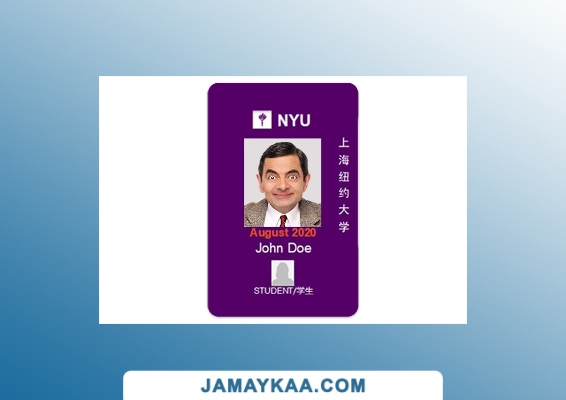 NYU
上海纽约大学
August 2020
John Doe
STUDENT/学生
JAMAYKAA.COM